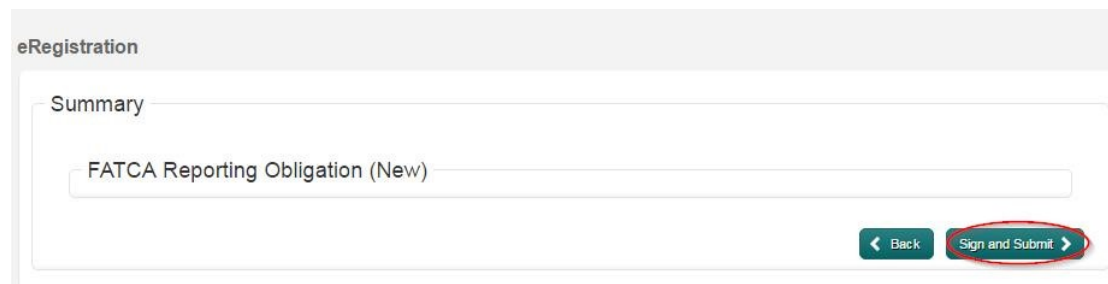 eRegistration
Summary
FATCA Reporting Obligation (New)
Back
Sign and Submit